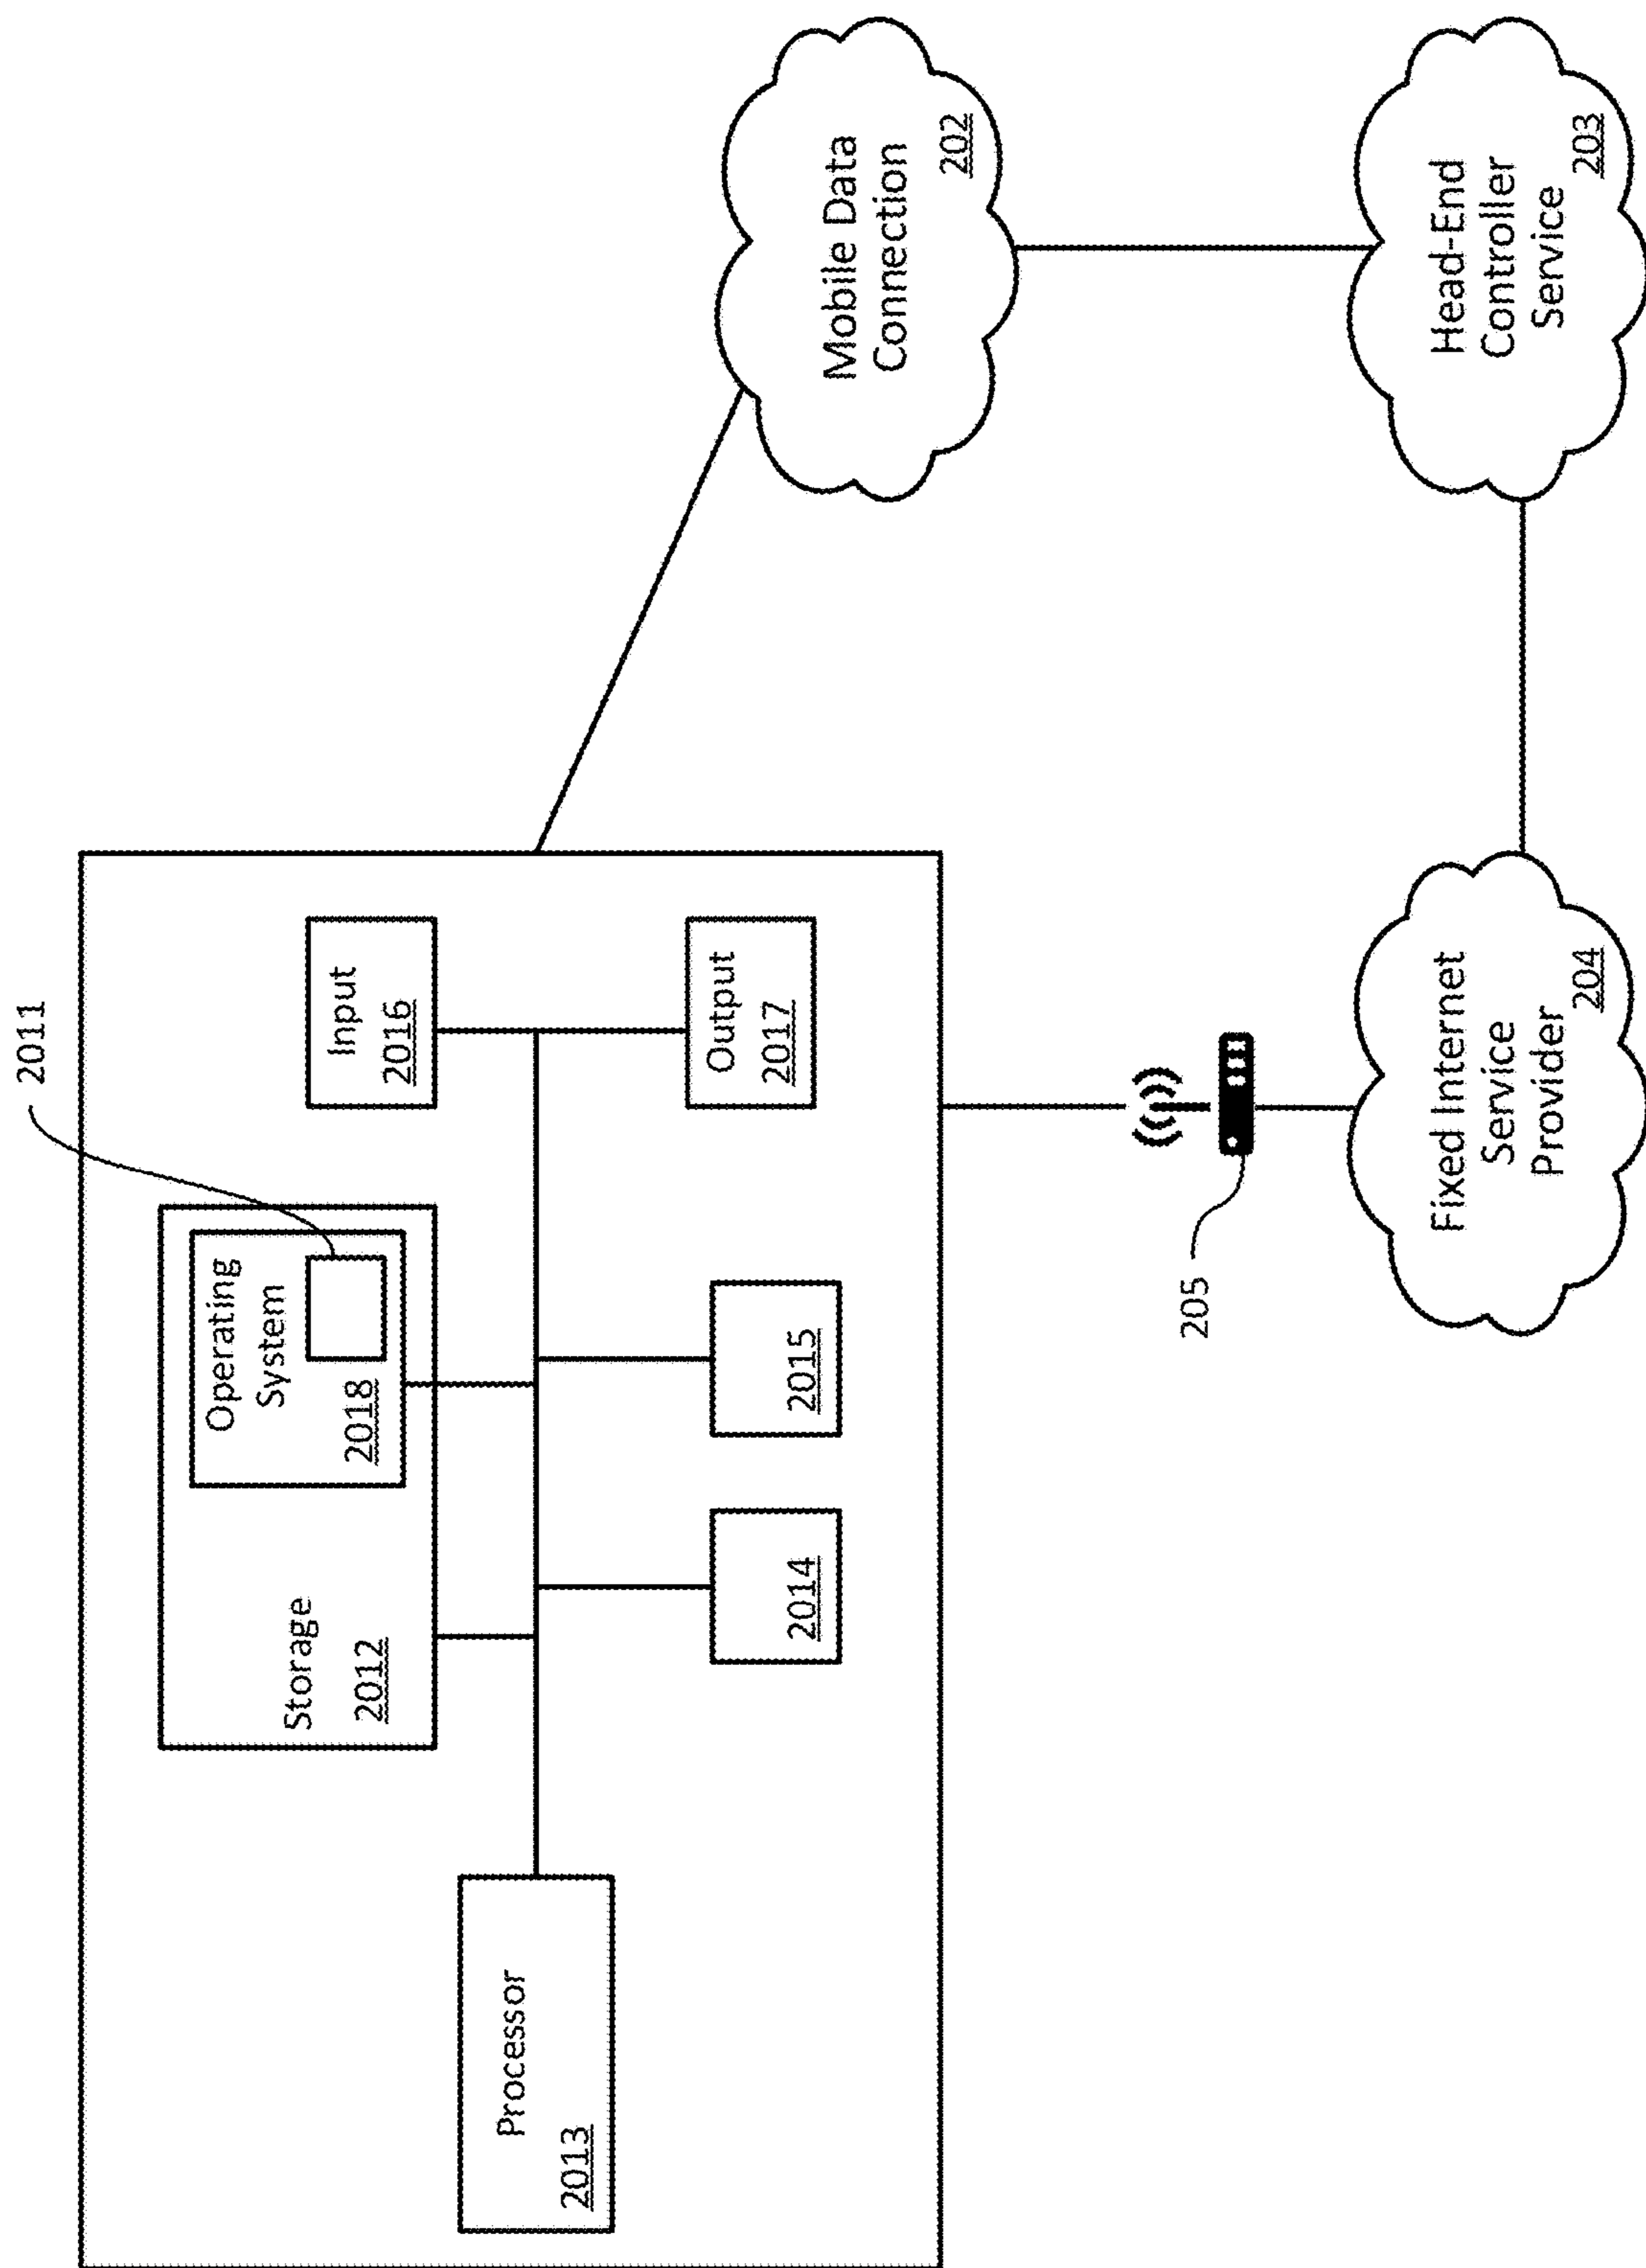 2011
Operating
System
2018
Storage
2012
Input
2016
Processor
2013
2014
2015
Output
2017
Mobile Data
Connection
202
205
Fixed Internet
Service
Provider
204
Head-End
Controller
Service
203